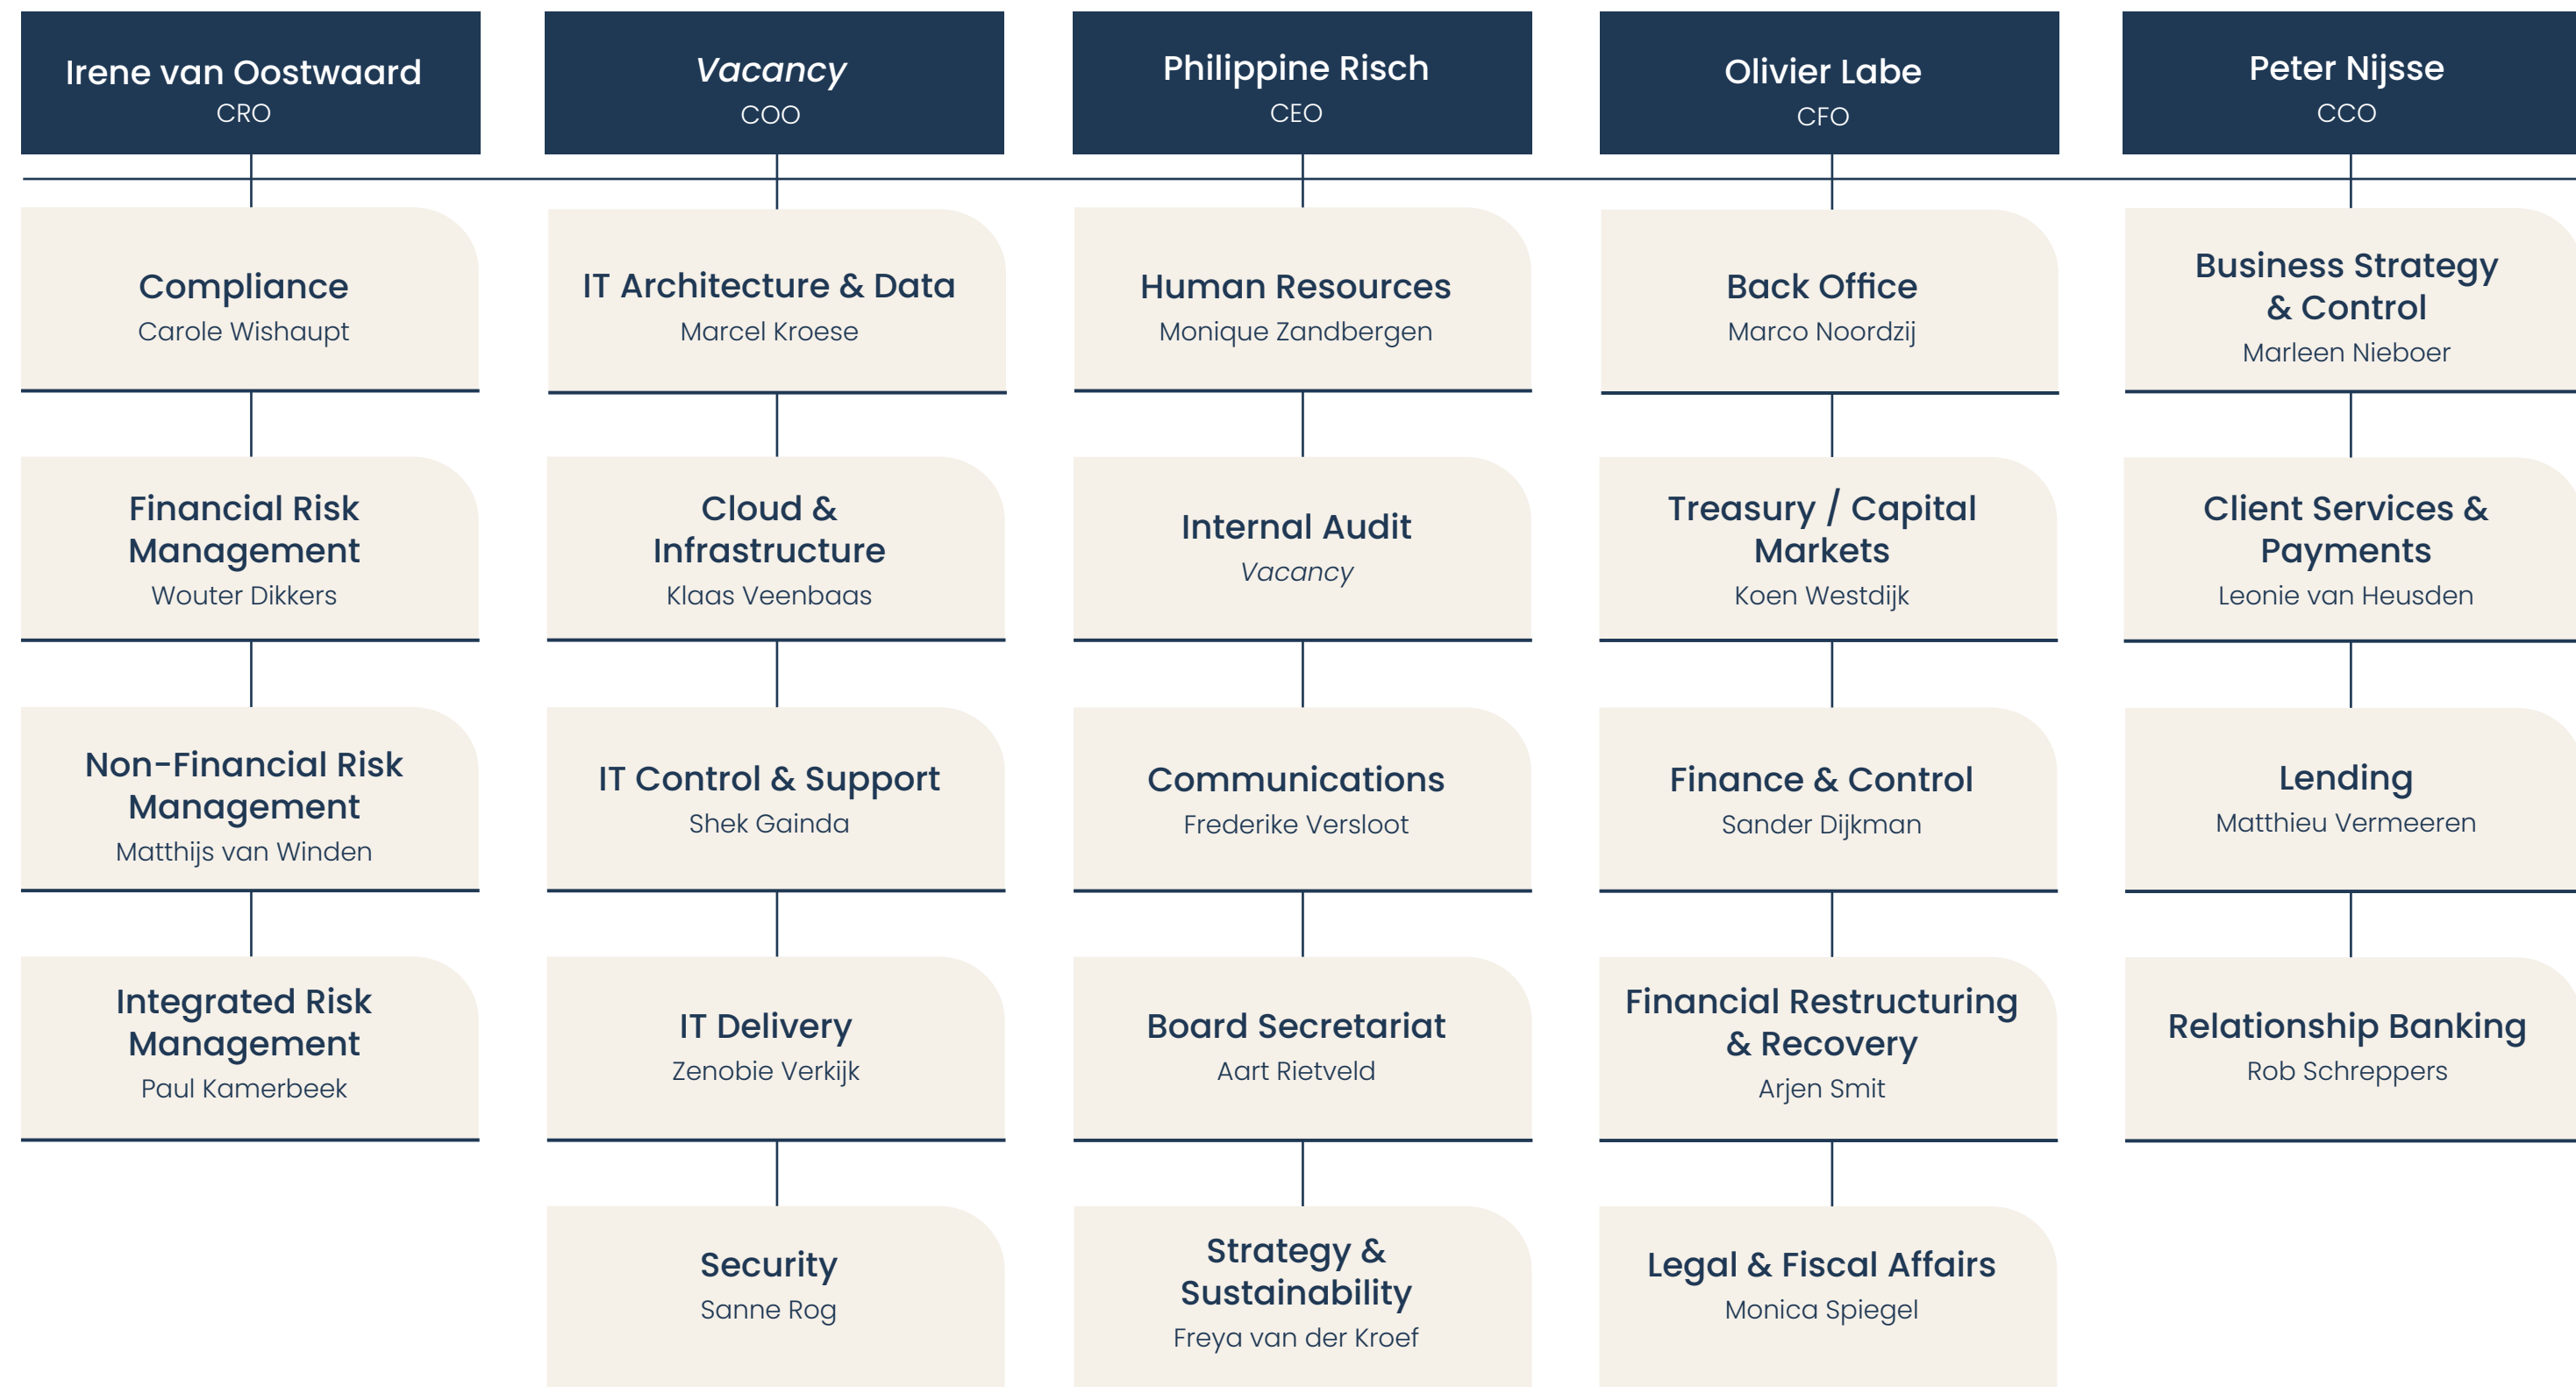 Irene van Oostwaard
CRO
Vacancy
COO
Philippine Risch
CEO
Olivier Labe
CFO
Peter Nijsse
CCO
Compliance
Carole Wishaupt
IT Architecture & Data
Marcel Kroese
Human Resources
Monique Zandbergen
Back Office
Marco Noordzij
Business Strategy
& Control
Marleen Nieboer
Financial Risk
Management
Wouter Dikkers
Cloud &
Infrastructure
Klaas Veenbaas
Internal Audit
Vacancy
Treasury / Capital
Markets
Koen Westdijk
Client Services &
Payments
Leonie van Heusden
Non-Financial Risk
Management
Matthijs van Winden
IT Control & Support
Shek Gainda
Communications
Frederike Versloot
Finance & Control
Sander Dijkman
Lending
Matthieu Vermeeren
Integrated Risk
Management
Paul Kamerbeek
IT Delivery
Zenobie Verkijk
Board Secretariat
Aart Rietveld
Financial Restructuring
& Recovery
Arjen Smit
Relationship Banking
Rob Schreppers
Security
Sanne Rog
Strategy &
Sustainability
Freya van der Kroef
Legal & Fiscal Affairs
Monica Spiegel